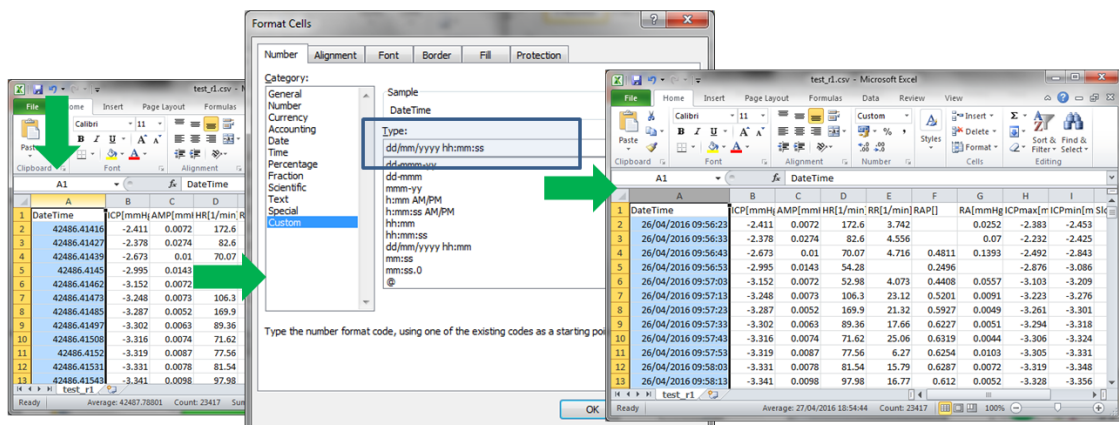 test_r1.csv - M
File Home Insert Page Layout Formulas
Paste Calibri 11
B I U A A
Clipboard Font Alignment
A1 fx DateTime
A B C D
1 DateTime ICP[mmHg AMP[mmH HR[1/min] R
2 42486.41416 -2.411 0.0072 172.6
3 42486.41427 -2.378 0.0274 82.6
4 42486.41439 -2.673 0.01 70.07
5 42486.4145 -2.995 0.0143
6 42486.41462 -3.152 0.0072
7 42486.41473 -3.248 0.0073 106.3
8 42486.41485 -3.287 0.0052 169.9
9 42486.41497 -3.302 0.0063 89.36
10 42486.41508 -3.316 0.0074 71.62
11 42486.4152 -3.319 0.0087 77.56
12 42486.41531 -3.331 0.0078 81.54
13 42486.41543 -3.341 0.0098 97.98
test_r1
Ready Average: 42487.78801 Count: 23417 Sum
Format Cells
Number Alignment Font Border Fill Protection
Category:
General
Number
Currency
Accounting
Date
Time
Percentage
Fraction
Scientific
Text
Special
Custom
Sample
DateTime
Type:
dd/mm/yyyy hh:mm:ss
dd-mmm-yy
dd-mmm
mmm-yy
h:mm AM/PM
h:mm:ss AM/PM
hh:mm
hh:mm:ss
dd/mm/yyyy hh:mm
mm:ss
mm:ss.0
@
Type the number format code, using one of the existing codes as a starting poi
OK
test_r1.csv - Microsoft Excel
File Home Insert Page Layout Formulas Data Review View
Paste Calibri 11 Custom Styles Insert Delete Format Sort & Filter Find & Select
B I U A A % ,
Clipboard Font Alignment Number Cells Editing
A1 fx DateTime
A B C D E F G H I
1 DateTime ICP[mmHg AMP[mmH HR[1/min] RR[1/min] RAP[] RA[mmHg ICPmax[m ICPmin[m Slo
2 26/04/2016 09:56:23 -2.411 0.0072 172.6 3.742 0.0252 -2.383 -2.453
3 26/04/2016 09:56:33 -2.378 0.0274 82.6 4.556 0.07 -2.232 -2.425
4 26/04/2016 09:56:43 -2.673 0.01 70.07 4.716 0.4811 0.1393 -2.492 -2.843
5 26/04/2016 09:56:53 -2.995 0.0143 54.28 0.2496 -2.876 -3.086
6 26/04/2016 09:57:03 -3.152 0.0072 52.98 4.073 0.4408 0.0557 -3.103 -3.209
7 26/04/2016 09:57:13 -3.248 0.0073 106.3 23.12 0.5201 0.0091 -3.223 -3.276
8 26/04/2016 09:57:23 -3.287 0.0052 169.9 21.32 0.5927 0.0049 -3.261 -3.301
9 26/04/2016 09:57:33 -3.302 0.0063 89.36 17.66 0.6227 0.0051 -3.294 -3.318
10 26/04/2016 09:57:43 -3.316 0.0074 71.62 25.06 0.6319 0.0044 -3.306 -3.324
11 26/04/2016 09:57:53 -3.319 0.0087 77.56 6.27 0.6254 0.0103 -3.305 -3.331
12 26/04/2016 09:58:03 -3.331 0.0078 81.54 15.79 0.6287 0.0072 -3.319 -3.348
13 26/04/2016 09:58:13 -3.341 0.0098 97.98 16.77 0.612 0.0052 -3.328 -3.356
test_r1
Ready Average: 27/04/2016 18:54:44 Count: 23417 100%